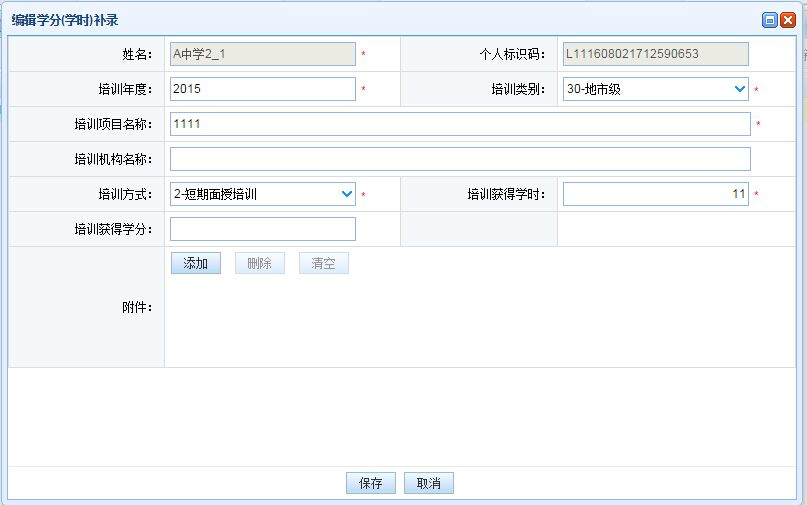 编辑学分(学时)补录
姓名： A中学2_1 * 个人标识码： L111608021712590653
培训年度： 2015 * 培训类别： 30-地市级 *
培训项目名称： 1111 *
培训机构名称：
培训方式： 2-短期面授培训 * 培训获得学时： 11 *
培训获得学分：
添加 删除 清空
附件：
保存 取消